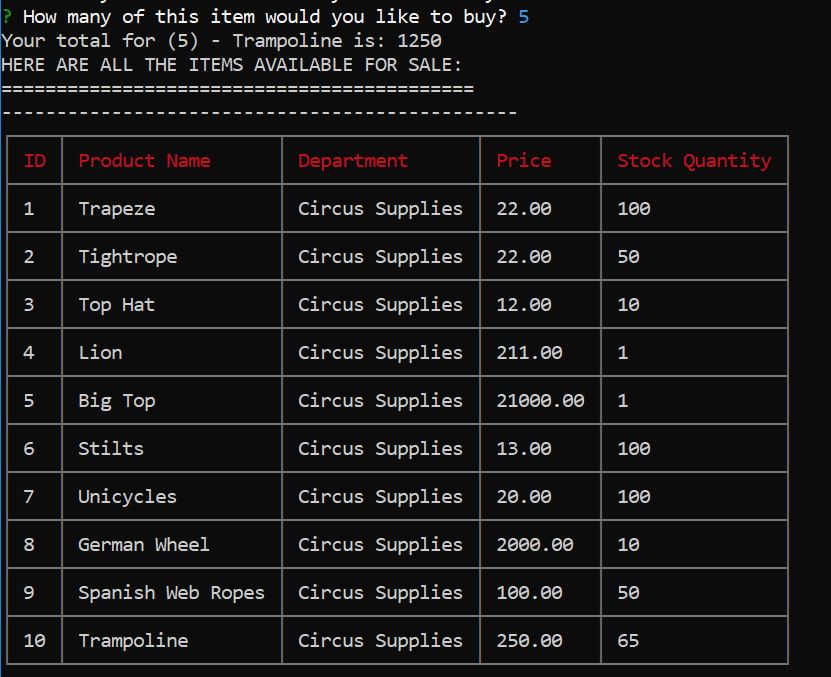 ? How many of this item would you like to buy? 5
Your total for (5) - Trampoline is: 1250
HERE ARE ALL THE ITEMS AVAILABLE FOR SALE:
===========================================
-----------------------------------------------
ID Product Name Department Price Stock Quantity
1 Trapeze Circus Supplies 22.00 100
2 Tightrope Circus Supplies 22.00 50
3 Top Hat Circus Supplies 12.00 10
4 Lion Circus Supplies 211.00 1
5 Big Top Circus Supplies 21000.00 1
6 Stilts Circus Supplies 13.00 100
7 Unicycles Circus Supplies 20.00 100
8 German Wheel Circus Supplies 2000.00 10
9 Spanish Web Ropes Circus Supplies 100.00 50
10 Trampoline Circus Supplies 250.00 65